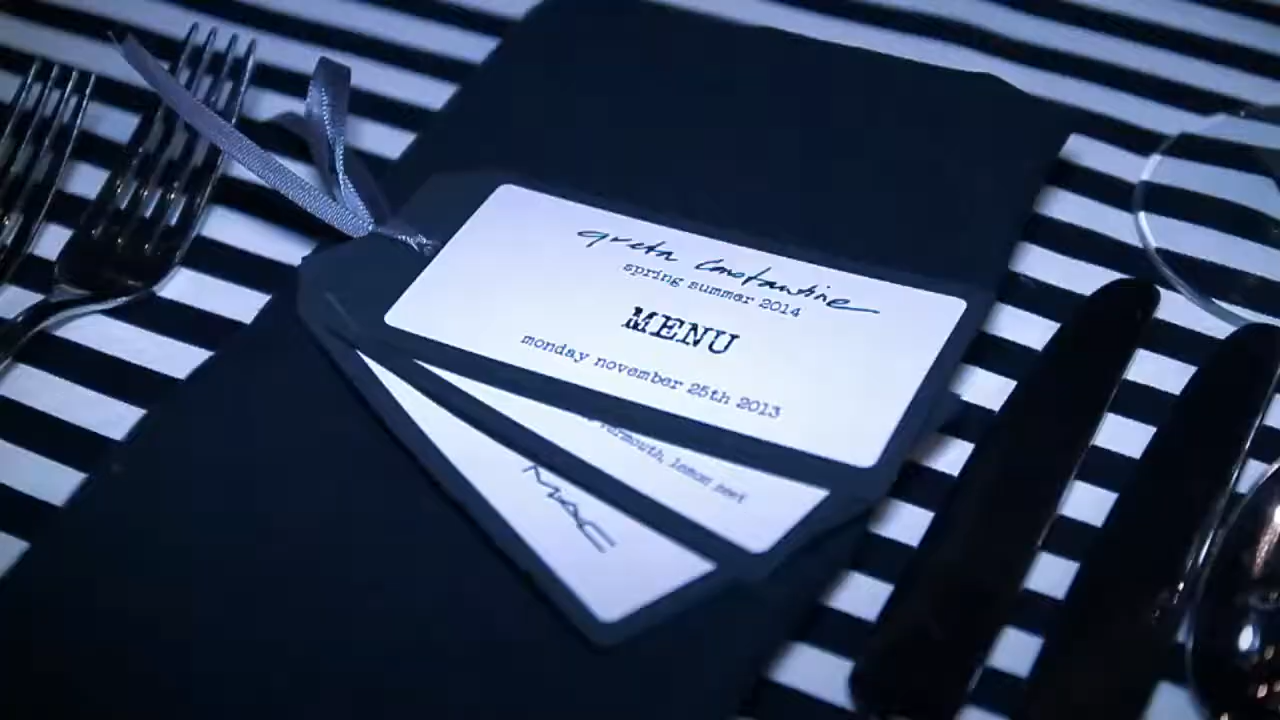 greta constantine
spring summer 2014
MENU
monday november 25th 2013
vermouth, lemon zest
MAC